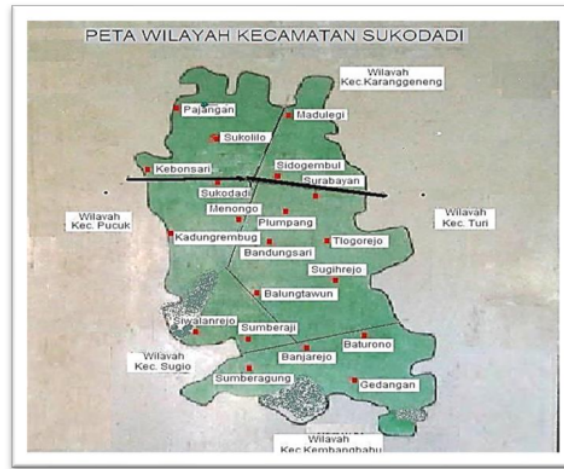 PETA WILAYAH KECAMATAN SUKODADI
Wilayah
Kec.Karanggeneng
Pajangan
Madulegi
Sukolilo
Kebonsari
Sidogembul
Surabayan
Sukodadi
Menongo
Plumpang
Wilayah
Kec. Pucuk
Wilayah
Kec. Turi
Kadungrembug
Bandungsari
Tlogorejo
Sugihrejo
Balungtawun
Siwalanrejo
Sumberaji
Baturono
Banjarejo
Wilayah
Kec. Sugio
Sumberagung
Gedangan
Wilayah
Kec.Kembangbahu